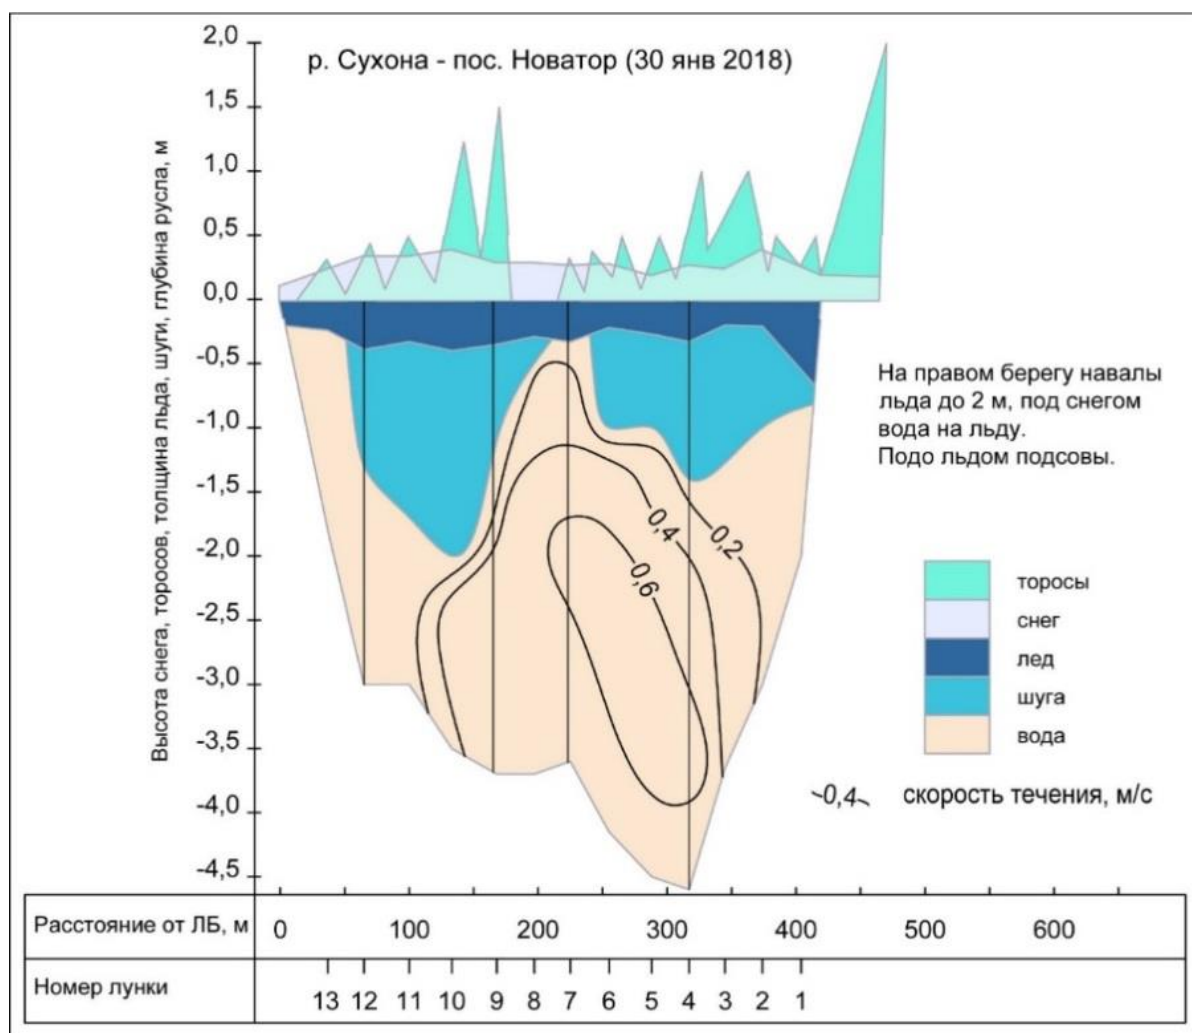 р. Сухона - пос. Новатор (30 янв 2018)
Высота снега, торосов, толщина льда, шуги, глубина русла, м
2,0
1,5
1,0
0,5
0,0
-0,5
-1,0
-1,5
-2,0
-2,5
-3,0
-3,5
-4,0
-4,5
0,6
0,4
0,2
На правом берегу навалы
льда до 2 м, под снегом
вода на льду.
Подо льдом подсовы.
торосы
снег
лед
шуга
вода
0,4 скорость течения, м/с
Расстояние от ЛБ, м 0 100 200 300 400 500 600
Номер лунки 13 12 11 10 9 8 7 6 5 4 3 2 1